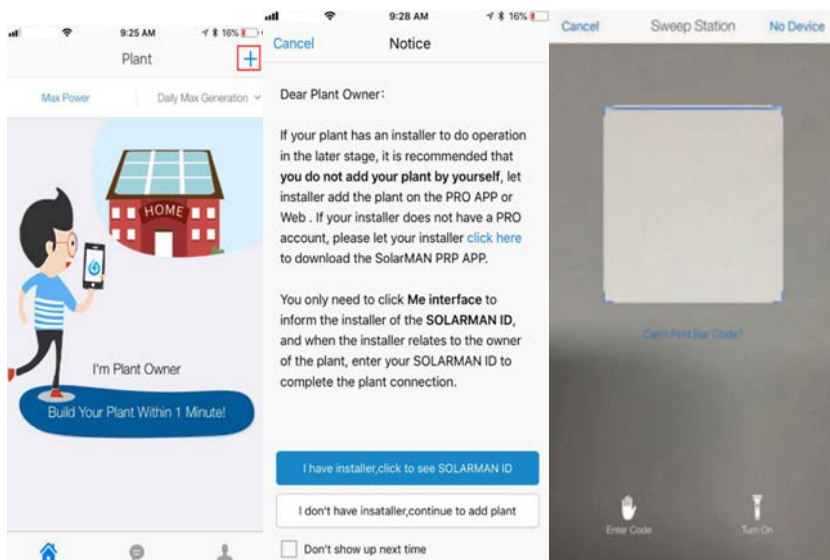 9:25 AM
16%
Plant
+
Max Power
Daily Max Generation
HOME
I'm Plant Owner
Build Your Plant Within 1 Minute!
9:28 AM
16%
Cancel
Notice
Dear Plant Owner:
If your plant has an installer to do operation
in the later stage, it is recommended that
you do not add your plant by yourself, let
installer add the plant on the PRO APP or
Web . If your installer does not have a PRO
account, please let your installer click here
to download the SolarMAN PRP APP.
You only need to click Me interface to
inform the installer of the SOLARMAN ID,
and when the installer relates to the owner
of the plant, enter your SOLARMAN ID to
complete the plant connection.
I have installer,click to see SOLARMAN ID
I don't have insataller,continue to add plant
Don't show up next time
Cancel
Sweep Station
No Device
Can't Find Bar Code?
Enter Code
Turn On